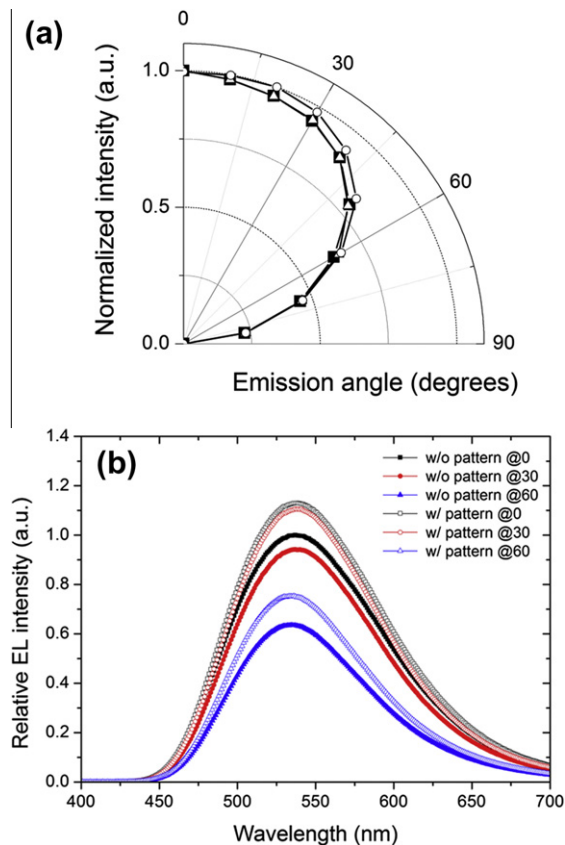 (a)
0
30
60
90
1.0
0.5
0.0
Normalized intensity (a.u.)
Emission angle (degrees)
(b)
w/o pattern @0
w/o pattern @30
w/o pattern @60
w/ pattern @0
w/ pattern @30
w/ pattern @60
1.4
1.2
1.0
0.8
0.6
0.4
0.2
0.0
Relative EL intensity (a.u.)
400 450 500 550 600 650 700
Wavelength (nm)